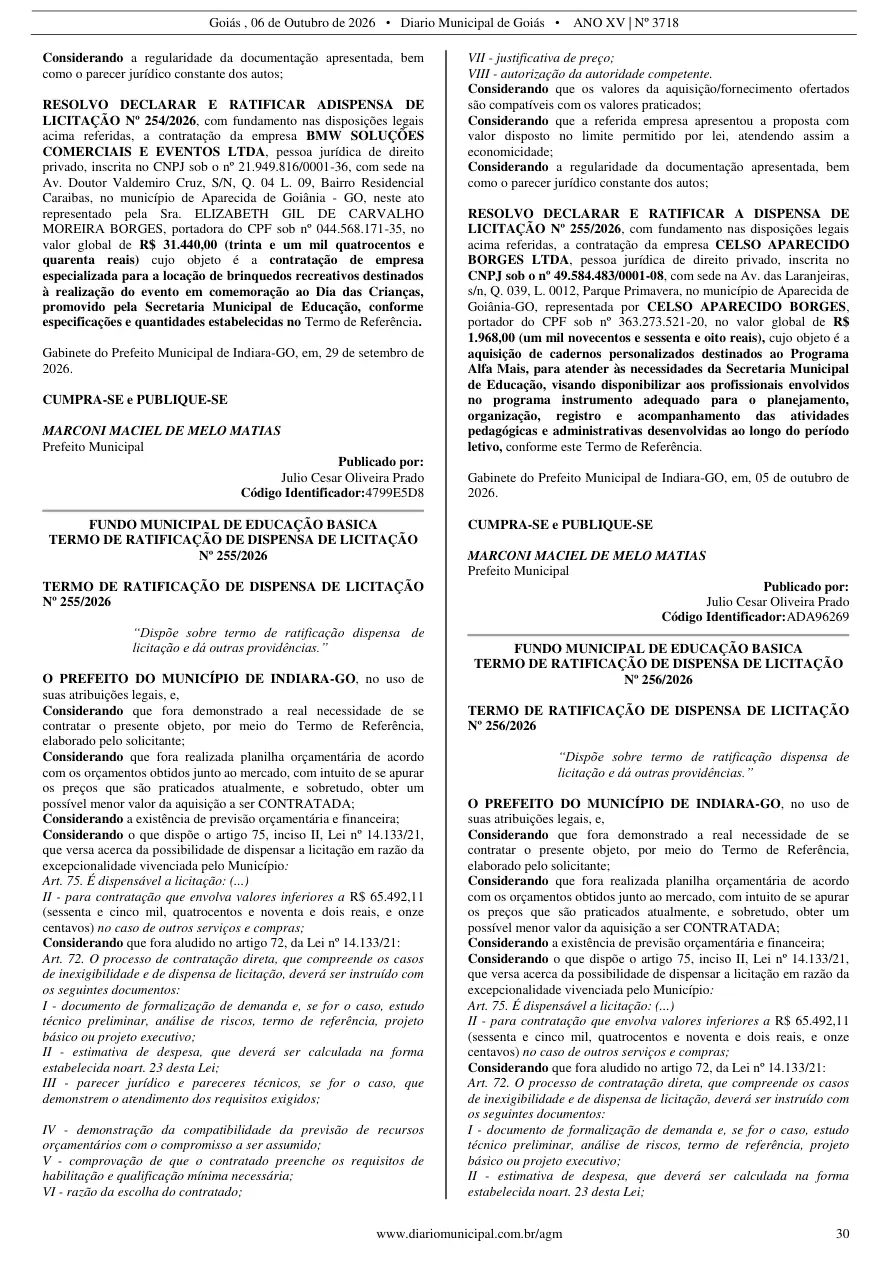 Goiás , 06 de Outubro de 2026 • Diario Municipal de Goiás • ANO XV | Nº 3718
Considerando a regularidade da documentação apresentada, bem
como o parecer jurídico constante dos autos;
RESOLVO DECLARAR E RATIFICAR ADISPENSA DE
LICITAÇÃO Nº 254/2026, com fundamento nas disposições legais
acima referidas, a contratação da empresa BMW SOLUÇÕES
COMERCIAIS E EVENTOS LTDA, pessoa jurídica de direito
privado, inscrita no CNPJ sob o nº 21.949.816/0001-36, com sede na
Av. Doutor Valdemiro Cruz, S/N, Q. 04 L. 09, Bairro Residencial
Caraibas, no município de Aparecida de Goiânia - GO, neste ato
representado pela Sra. ELIZABETH GIL DE CARVALHO
MOREIRA BORGES, portadora do CPF sob nº 044.568.171-35, no
valor global de R$ 31.440,00 (trinta e um mil quatrocentos e
quarenta reais) cujo objeto é a contratação de empresa
especializada para a locação de brinquedos recreativos destinados
à realização do evento em comemoração ao Dia das Crianças,
promovido pela Secretaria Municipal de Educação, conforme
especificações e quantidades estabelecidas no Termo de Referência.
Gabinete do Prefeito Municipal de Indiara-GO, em, 29 de setembro de
2026.
CUMPRA-SE e PUBLIQUE-SE
MARCONI MACIEL DE MELO MATIAS
Prefeito Municipal
Publicado por:
Julio Cesar Oliveira Prado
Código Identificador:4799E5D8
FUNDO MUNICIPAL DE EDUCAÇÃO BASICA
TERMO DE RATIFICAÇÃO DE DISPENSA DE LICITAÇÃO
Nº 255/2026
TERMO DE RATIFICAÇÃO DE DISPENSA DE LICITAÇÃO
Nº 255/2026
“Dispõe sobre termo de ratificação dispensa de
licitação e dá outras providências.”
O PREFEITO DO MUNICÍPIO DE INDIARA-GO, no uso de
suas atribuições legais, e,
Considerando que fora demonstrado a real necessidade de se
contratar o presente objeto, por meio do Termo de Referência,
elaborado pelo solicitante;
Considerando que fora realizada planilha orçamentária de acordo
com os orçamentos obtidos junto ao mercado, com intuito de se apurar
os preços que são praticados atualmente, e sobretudo, obter um
possível menor valor da aquisição a ser CONTRATADA;
Considerando a existência de previsão orçamentária e financeira;
Considerando o que dispõe o artigo 75, inciso II, Lei nº 14.133/21,
que versa acerca da possibilidade de dispensar a licitação em razão da
excepcionalidade vivenciada pelo Município:
Art. 75. É dispensável a licitação: (...)
II - para contratação que envolva valores inferiores a R$ 65.492,11
(sessenta e cinco mil, quatrocentos e noventa e dois reais, e onze
centavos) no caso de outros serviços e compras;
Considerando que fora aludido no artigo 72, da Lei nº 14.133/21:
Art. 72. O processo de contratação direta, que compreende os casos
de inexigibilidade e de dispensa de licitação, deverá ser instruído com
os seguintes documentos:
I - documento de formalização de demanda e, se for o caso, estudo
técnico preliminar, análise de riscos, termo de referência, projeto
básico ou projeto executivo;
II - estimativa de despesa, que deverá ser calculada na forma
estabelecida noart. 23 desta Lei;
III - parecer jurídico e pareceres técnicos, se for o caso, que
demonstrem o atendimento dos requisitos exigidos;
IV - demonstração da compatibilidade da previsão de recursos
orçamentários com o compromisso a ser assumido;
V - comprovação de que o contratado preenche os requisitos de
habilitação e qualificação mínima necessária;
VI - razão da escolha do contratado;
VII - justificativa de preço;
VIII - autorização da autoridade competente.
Considerando que os valores da aquisição/fornecimento ofertados
são compatíveis com os valores praticados;
Considerando que a referida empresa apresentou a proposta com
valor disposto no limite permitido por lei, atendendo assim a
economicidade;
Considerando a regularidade da documentação apresentada, bem
como o parecer jurídico constante dos autos;
RESOLVO DECLARAR E RATIFICAR A DISPENSA DE
LICITAÇÃO Nº 255/2026, com fundamento nas disposições legais
acima referidas, a contratação da empresa CELSO APARECIDO
BORGES LTDA, pessoa jurídica de direito privado, inscrita no
CNPJ sob o nº 49.584.483/0001-08, com sede na Av. das Laranjeiras,
s/n, Q. 039, L. 0012, Parque Primavera, no município de Aparecida de
Goiânia-GO, representada por CELSO APARECIDO BORGES,
portador do CPF sob nº 363.273.521-20, no valor global de R$
1.968,00 (um mil novecentos e sessenta e oito reais), cujo objeto é a
aquisição de cadernos personalizados destinados ao Programa
Alfa Mais, para atender às necessidades da Secretaria Municipal
de Educação, visando disponibilizar aos profissionais envolvidos
no programa instrumento adequado para o planejamento,
organização, registro e acompanhamento das atividades
pedagógicas e administrativas desenvolvidas ao longo do período
letivo, conforme este Termo de Referência.
Gabinete do Prefeito Municipal de Indiara-GO, em, 05 de outubro de
2026.
CUMPRA-SE e PUBLIQUE-SE
MARCONI MACIEL DE MELO MATIAS
Prefeito Municipal
Publicado por:
Julio Cesar Oliveira Prado
Código Identificador:ADA96269
FUNDO MUNICIPAL DE EDUCAÇÃO BASICA
TERMO DE RATIFICAÇÃO DE DISPENSA DE LICITAÇÃO
Nº 256/2026
TERMO DE RATIFICAÇÃO DE DISPENSA DE LICITAÇÃO
Nº 256/2026
“Dispõe sobre termo de ratificação dispensa de
licitação e dá outras providências.”
O PREFEITO DO MUNICÍPIO DE INDIARA-GO, no uso de
suas atribuições legais, e,
Considerando que fora demonstrado a real necessidade de se
contratar o presente objeto, por meio do Termo de Referência,
elaborado pelo solicitante;
Considerando que fora realizada planilha orçamentária de acordo
com os orçamentos obtidos junto ao mercado, com intuito de se apurar
os preços que são praticados atualmente, e sobretudo, obter um
possível menor valor da aquisição a ser CONTRATADA;
Considerando a existência de previsão orçamentária e financeira;
Considerando o que dispõe o artigo 75, inciso II, Lei nº 14.133/21,
que versa acerca da possibilidade de dispensar a licitação em razão da
excepcionalidade vivenciada pelo Município:
Art. 75. É dispensável a licitação: (...)
II - para contratação que envolva valores inferiores a R$ 65.492,11
(sessenta e cinco mil, quatrocentos e noventa e dois reais, e onze
centavos) no caso de outros serviços e compras;
Considerando que fora aludido no artigo 72, da Lei nº 14.133/21:
Art. 72. O processo de contratação direta, que compreende os casos
de inexigibilidade e de dispensa de licitação, deverá ser instruído com
os seguintes documentos:
I - documento de formalização de demanda e, se for o caso, estudo
técnico preliminar, análise de riscos, termo de referência, projeto
básico ou projeto executivo;
II - estimativa de despesa, que deverá ser calculada na forma
estabelecida noart. 23 desta Lei;
www.diariomunicipal.com.br/agm
30